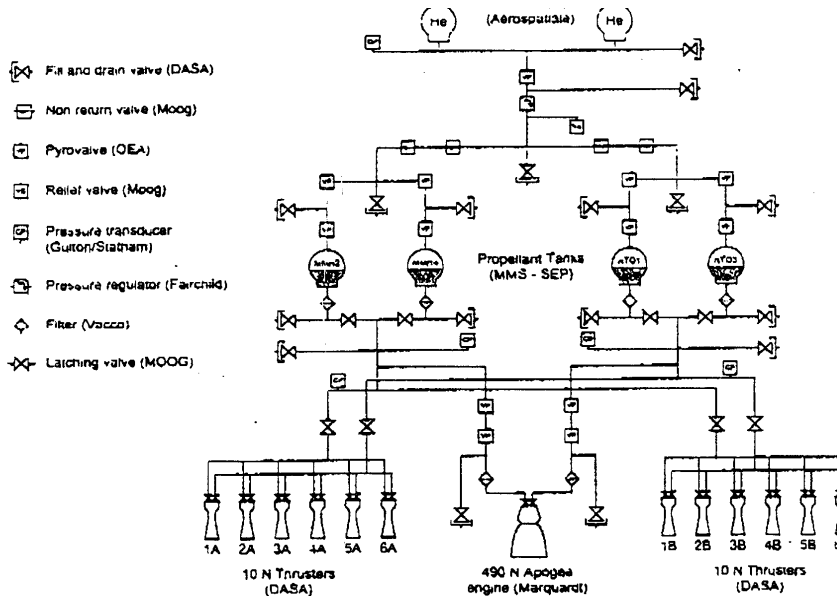 He
(Aérospatiale)
He
Fill and drain valve (DASA)
Non return valve (Moog)
Pyrovalve (OEA)
Relief valve (Moog)
Pressure transducer
(Gulton/Statham)
Pressure regulator (Fairchild)
Filter (Vacco)
Latching valve (MOOG)
Propellant Tanks
(MMS - SEP)
NTO1
1A
2A
3A
4A
5A
6A
10 N Thrusters
(DASA)
490 N Apogee
engine (Marquardt)
1B
2B
3B
4B
5B
10 N Thrusters
(DASA)